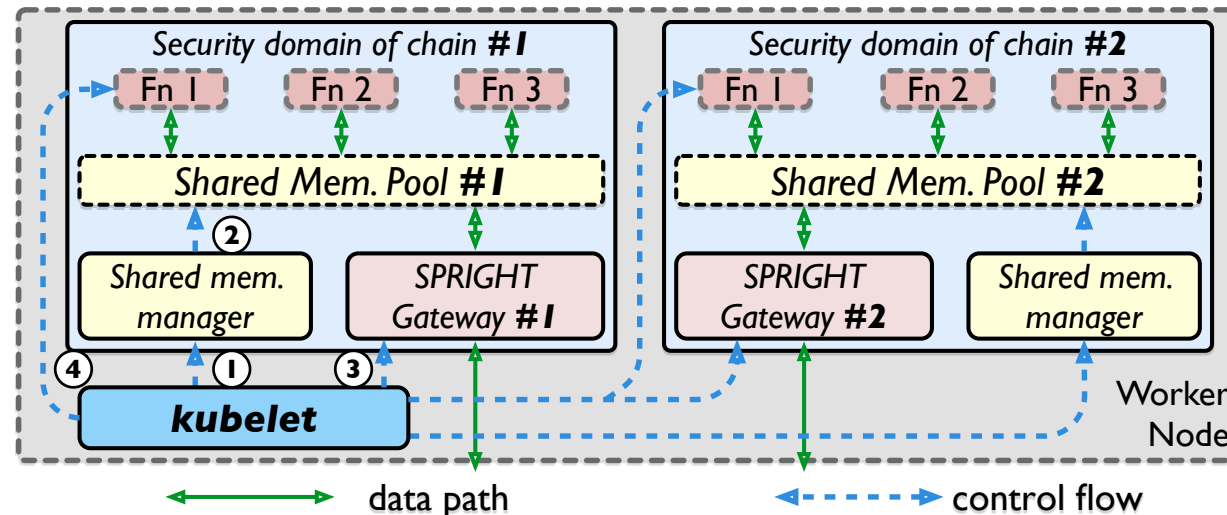 Security domain of chain #1
Fn 1
Fn 2
Fn 3
Shared Mem. Pool #1
2
Shared mem.
manager
SPRIGHT
Gateway #1
4
1
3
kubelet
Security domain of chain #2
Fn 1
Fn 2
Fn 3
Shared Mem. Pool #2
SPRIGHT
Gateway #2
Shared mem.
manager
Worker
Node
data path
control flow